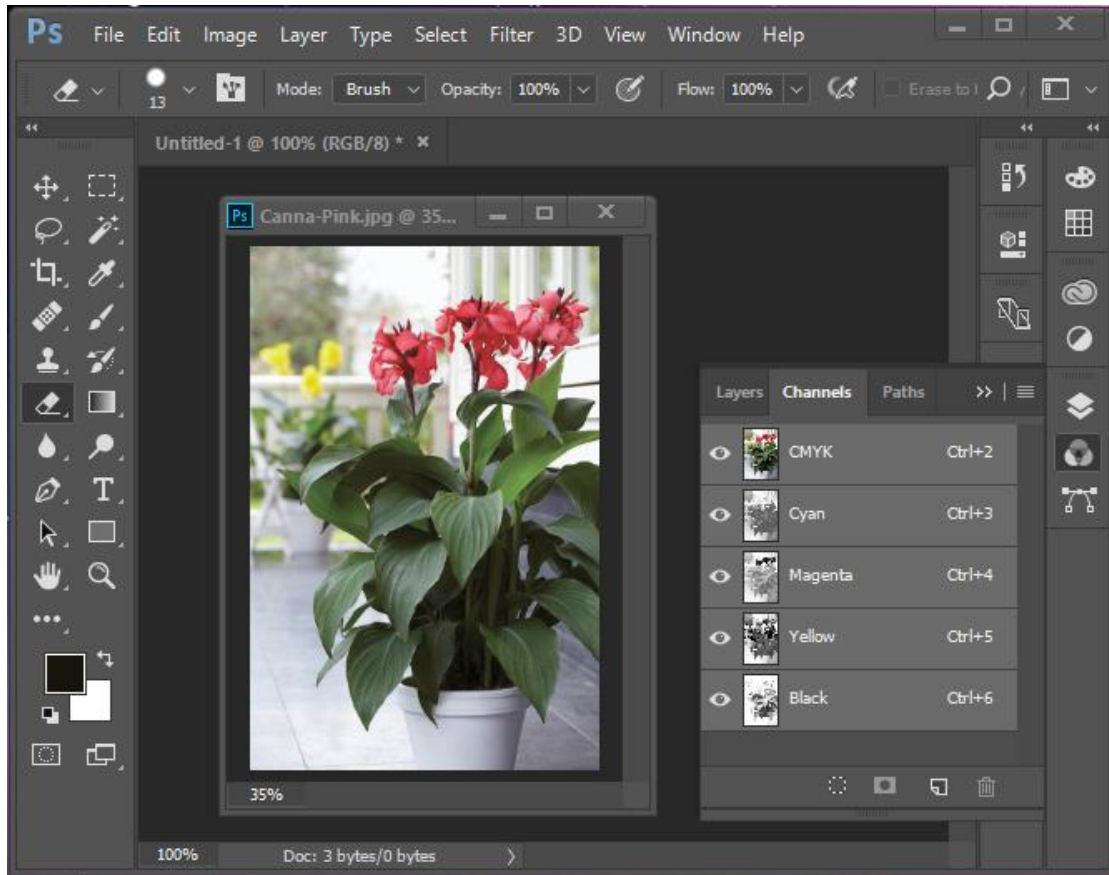 Ps File Edit Image Layer Type Select Filter 3D View Window Help
13 Mode: Brush Opacity: 100% Flow: 100% Erase to
Untitled-1 @ 100% (RGB/8) * ×
Ps Canna-Pink.jpg @ 35...
Layers Channels Paths
CMYK Ctrl+2
Cyan Ctrl+3
Magenta Ctrl+4
Yellow Ctrl+5
Black Ctrl+6
T
35%
100% Doc: 3 bytes/0 bytes